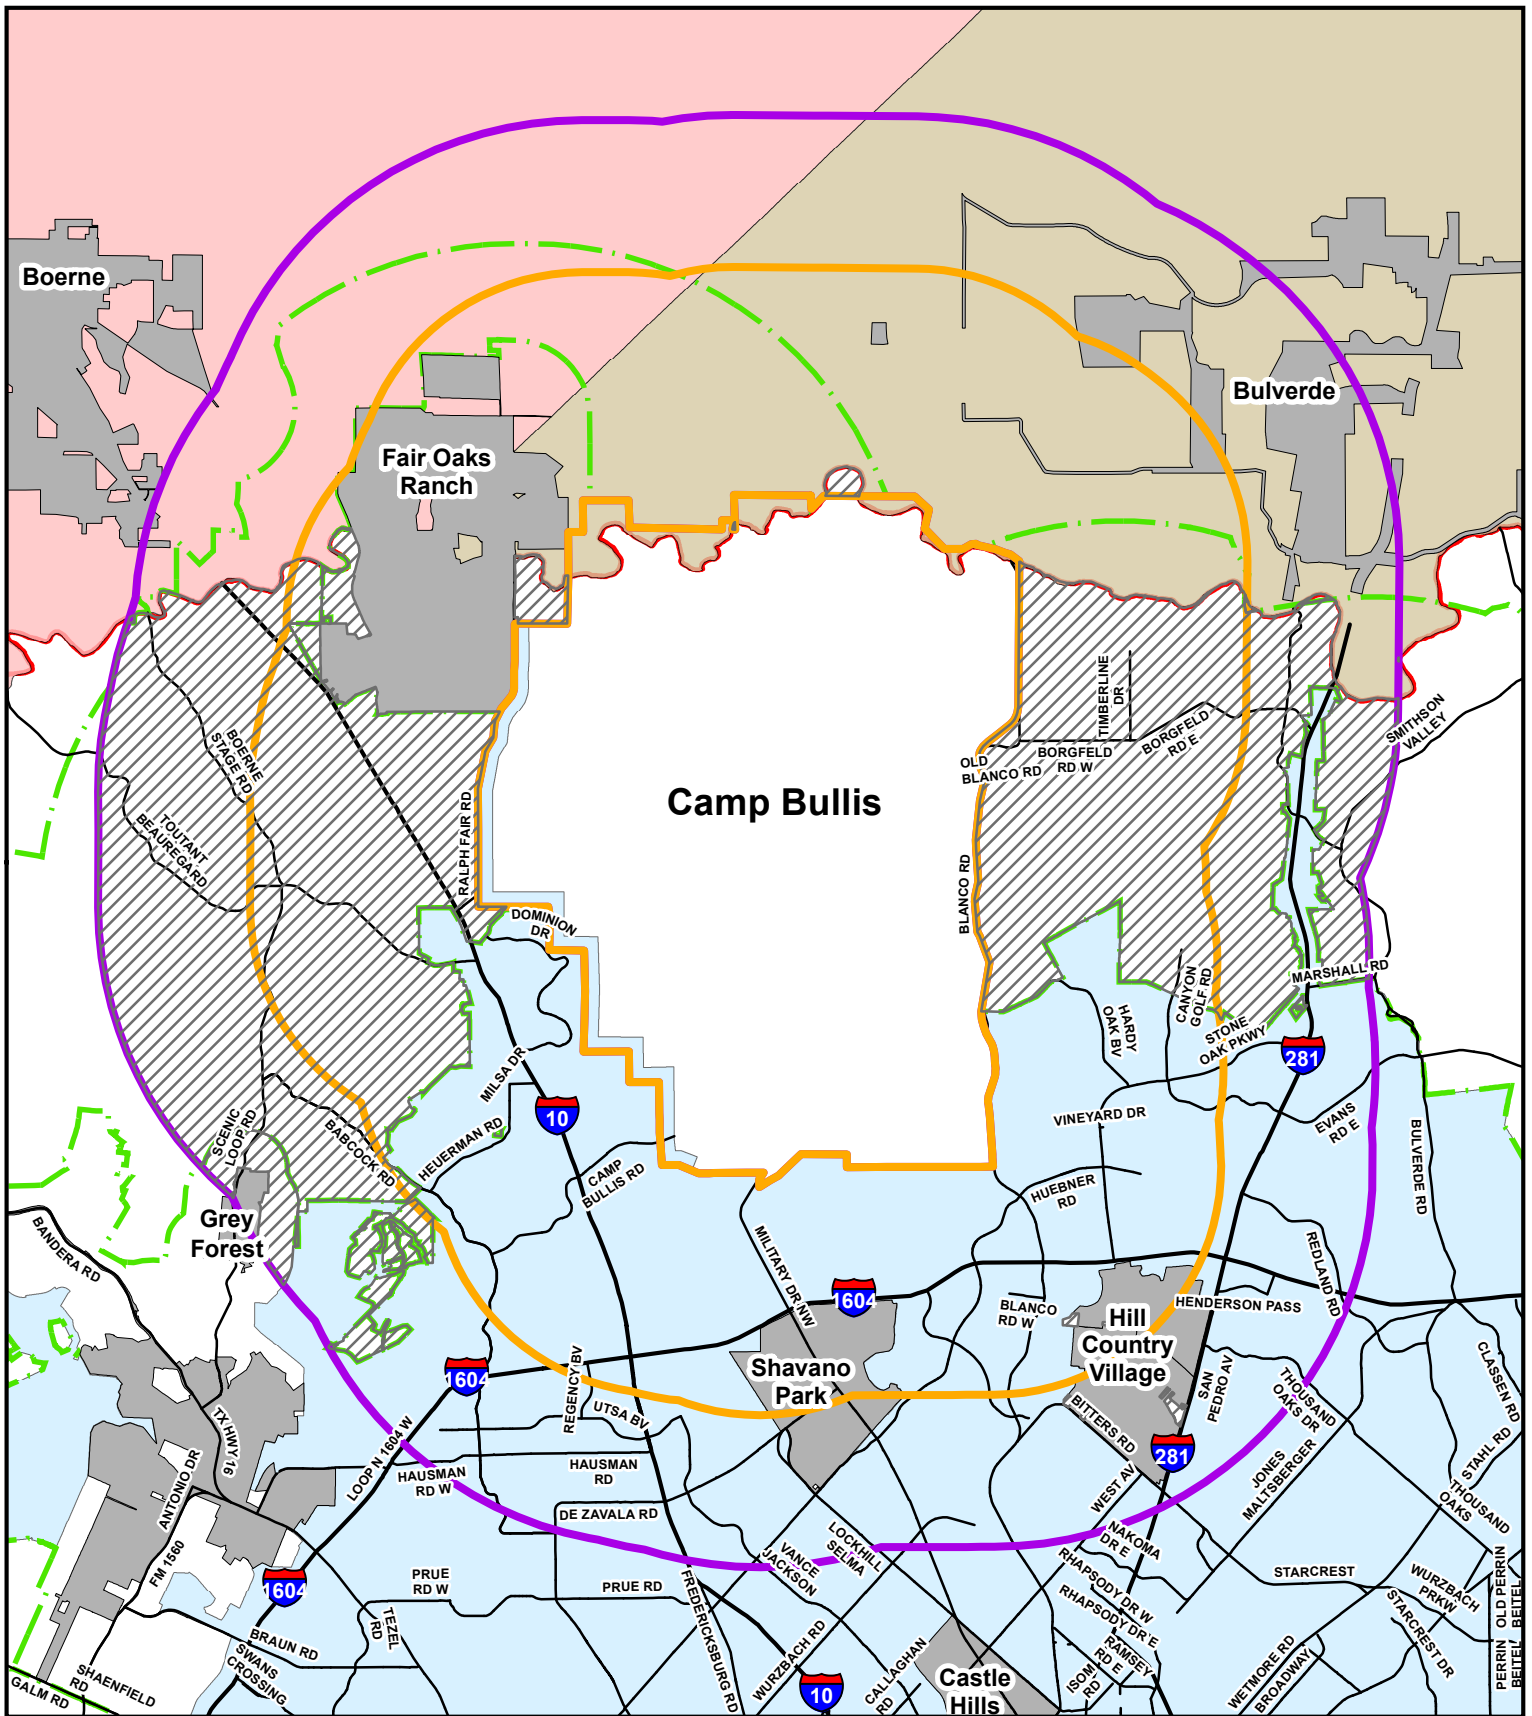 Boerne
Bulverde
Fair Oaks
Ranch
TIMBERLINE
DR
SMITHSON
VALLEY
BORGFELD
RD E
BORGFELD
RD W
OLD
BLANCO RD
BOERNE
STAGE RD
TOUTANT
BEAUREGARD
RALPH FAIR RD
Camp Bullis
BLANCO RD
DOMINION
DR
MARSHALL RD
CANYON
GOLF RD
HARDY
OAK BV
STONE
OAK PKWY
281
MILSA DR
10
VINEYARD DR
EVANS
RD E
BULVERDE RD
SCENIC
LOOP RD
BABCOCK RD
HEUERMAN RD
CAMP
BULLIS RD
HUEBNER
RD
Grey
Forest
BANDERA RD
MILITARY DR NW
REDLAND RD
1604
BLANCO
RD W
HENDERSON PASS
Hill
Country
Village
Shavano
Park
1604
REGENCY BV
UTSA BV
SAN
PEDRO AV
THOUSAND
OAKS DR
CLASSEN RD
BITTERS RD
TX HWY 16
LOOP N 1604 W
HAUSMAN
RD W
HAUSMAN
RD
281
JONES
MALTSBERGER
STAHL RD
THOUSAND
OAKS
WEST AV
ANTONIO DR
FM 1560
DE ZAVALA RD
LOCKHILL
SELMA
VANCE
JACKSON
NAKOMA
DR E
RHAPSODY DR W
RHAPSODY DR E
STARCREST
WURZBACH
PRKW
STARCREST DR
OLD PERRIN
BEITEL
PERRIN
BEITEL
1604
PRUE
RD W
PRUE RD
TEZEL
RD
FREDERICKSBURG RD
WURZBACH RD
CALLAGHAN
RD
RAMSEY
RD E
ISOM
RD
WETMORE RD
BROADWAY
BRAUN RD
SWANS
CROSSING
SHAENFIELD
RD
GALM RD
10
Castle
Hills